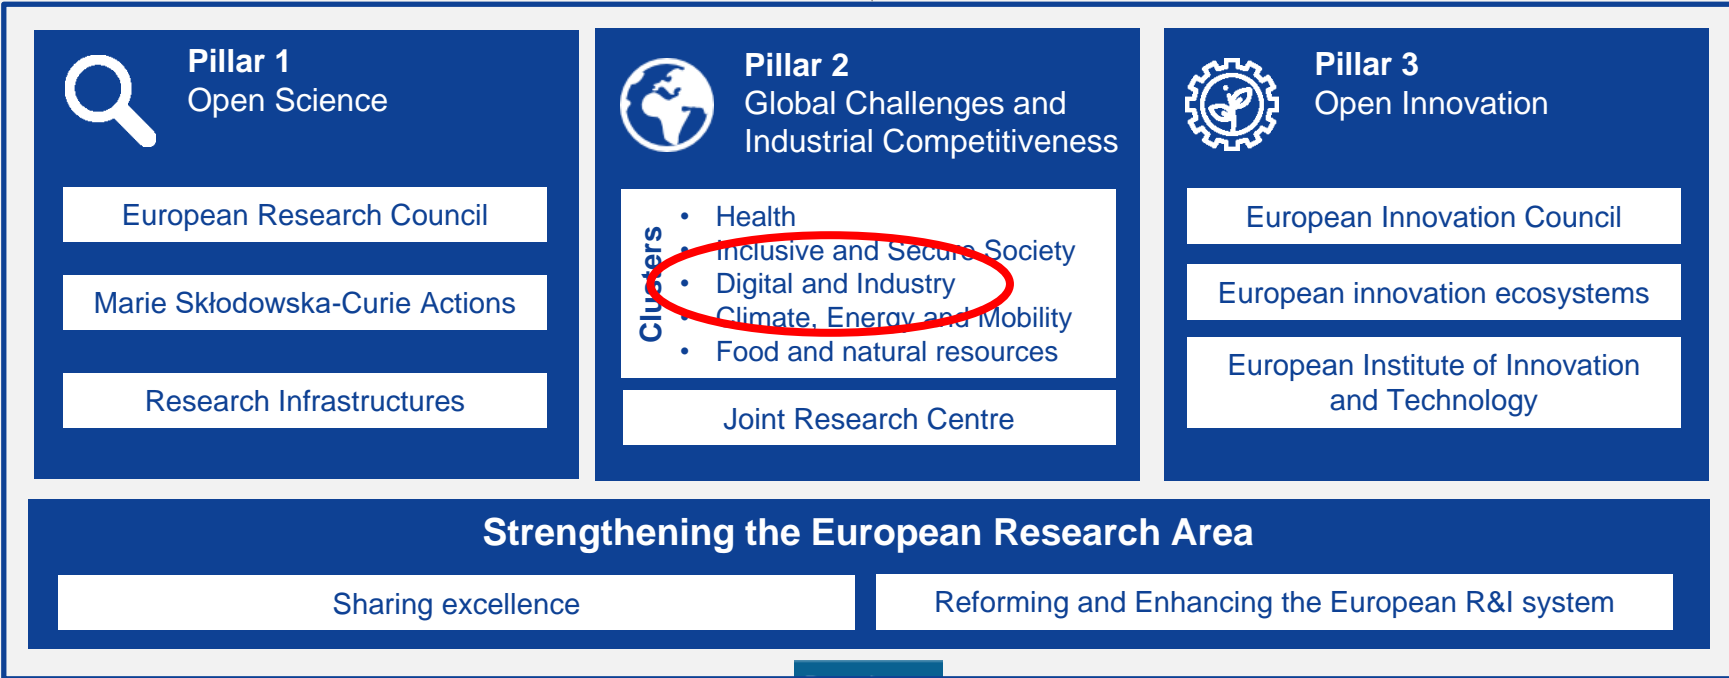 Pillar 1
Open Science
European Research Council
Marie Skłodowska-Curie Actions
Research Infrastructures
Pillar 2
Global Challenges and
Industrial Competitiveness
Clusters
• Health
• Inclusive and Secure Society
• Digital and Industry
• Climate, Energy and Mobility
• Food and natural resources
Joint Research Centre
Pillar 3
Open Innovation
European Innovation Council
European innovation ecosystems
European Institute of Innovation
and Technology
Strengthening the European Research Area
Sharing excellence
Reforming and Enhancing the European R&I system